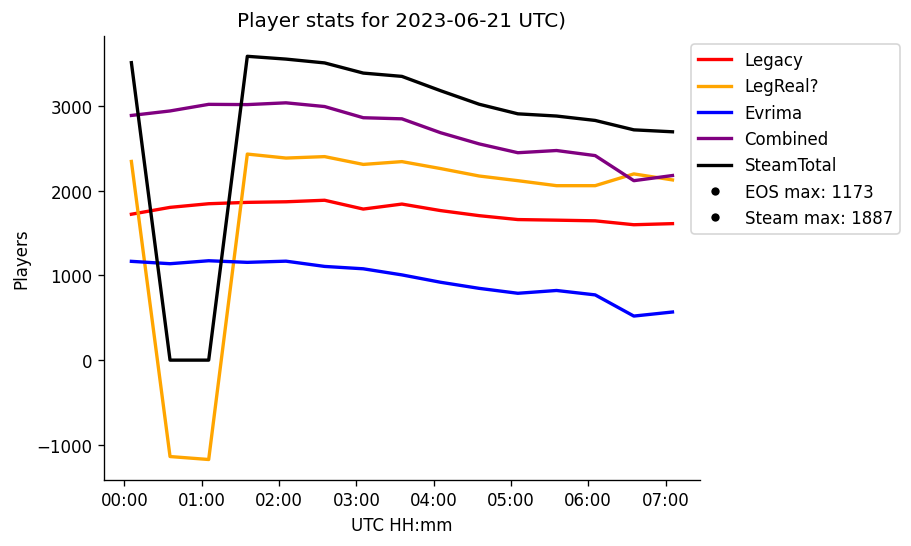 Player stats for 2023-06-21 UTC)
Legacy
LegReal?
Evrima
Combined
SteamTotal
EOS max: 1173
Steam max: 1887
Players
3000
2000
1000
0
−1000
00:00 01:00 02:00 03:00 04:00 05:00 06:00 07:00
UTC HH:mm